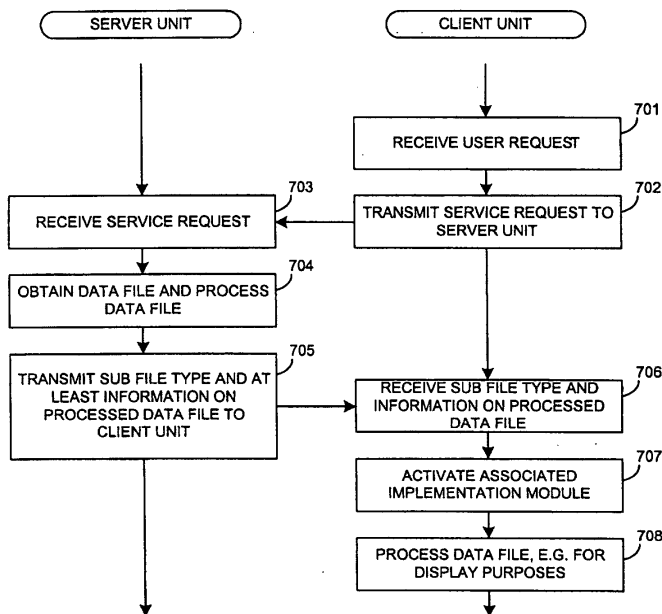 SERVER UNIT
CLIENT UNIT
701
RECEIVE USER REQUEST
703
702
RECEIVE SERVICE REQUEST
TRANSMIT SERVICE REQUEST TO
SERVER UNIT
704
OBTAIN DATA FILE AND PROCESS
DATA FILE
705
TRANSMIT SUB FILE TYPE AND AT
LEAST INFORMATION ON
PROCESSED DATA FILE TO
CLIENT UNIT
706
RECEIVE SUB FILE TYPE AND
INFORMATION ON PROCESSED
DATA FILE
707
ACTIVATE ASSOCIATED
IMPLEMENTATION MODULE
708
PROCESS DATA FILE, E.G. FOR
DISPLAY PURPOSES